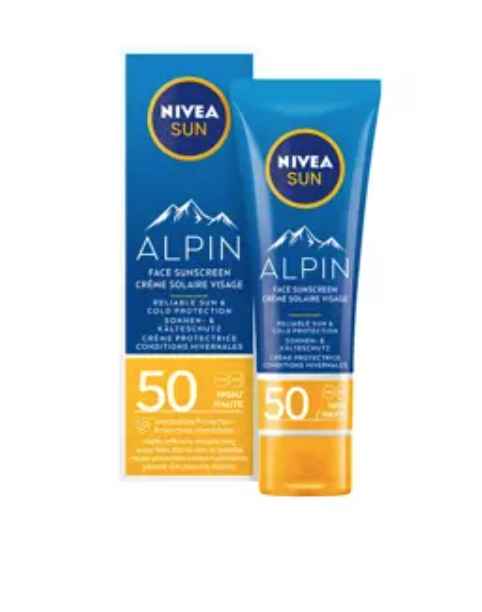 NIVEA
SUN
ALPIN
FACE SUNSCREEN
CRÈME SOLAIRE VISAGE
RELIABLE SUN &
COLD PROTECTION
SONNEN- &
KÄLTESCHUTZ
CRÈME PROTECTRICE
CONDITIONS HIVERNALES
50
HIGH/
HAUTE
Immediate Protection
NIVEA
SUN
ALPIN
FACE SUNSCREEN
CRÈME SOLAIRE VISAGE
RELIABLE SUN &
COLD PROTECTION
SONNEN- &
KÄLTESCHUTZ
CRÈME PROTECTRICE
CONDITIONS HIVERNALES
50
HIGH
/ HAUTE